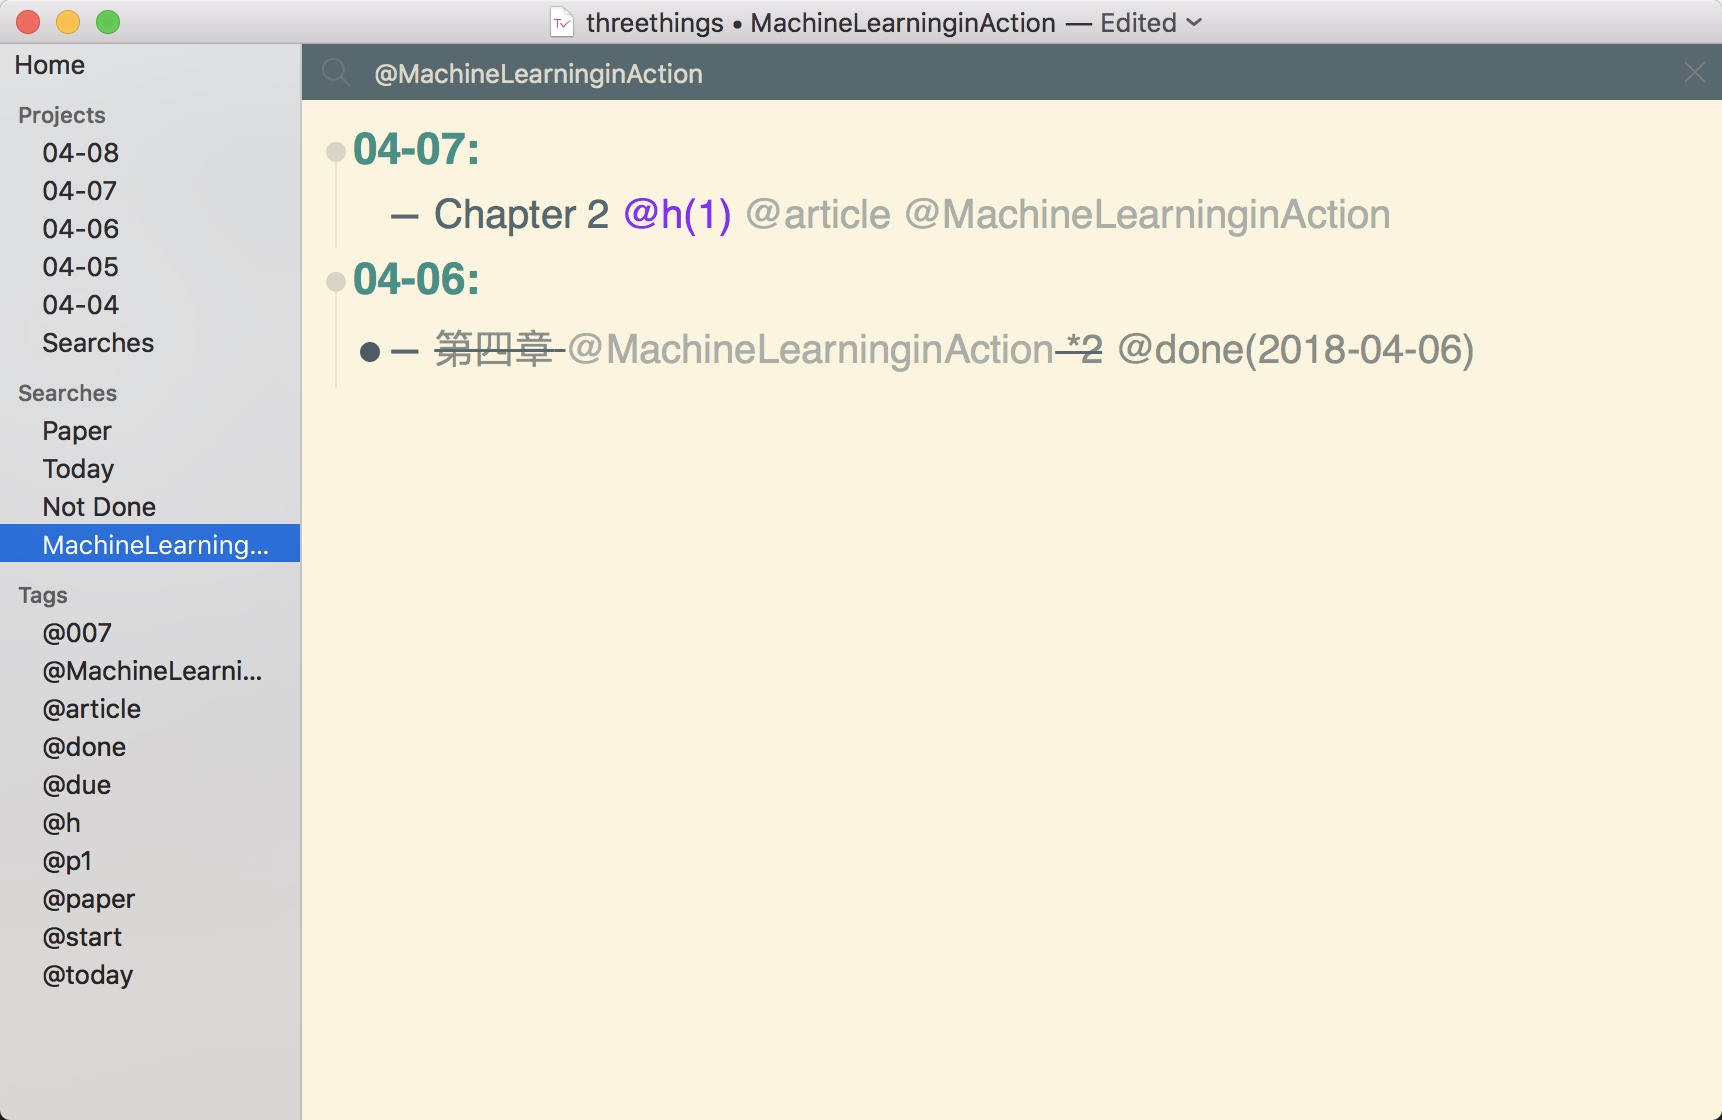 threethings • MachineLearninginAction — Edited
Home
Projects
04-08
04-07
04-06
04-05
04-04
Searches
Searches
Paper
Today
Not Done
MachineLearning...
Tags
@007
@MachineLearni...
@article
@done
@due
@h
@p1
@paper
@start
@today
@MachineLearninginAction
04-07:
– Chapter 2 @h(1) @article @MachineLearninginAction
04-06:
– 第四章 @MachineLearninginAction *2 @done(2018-04-06)